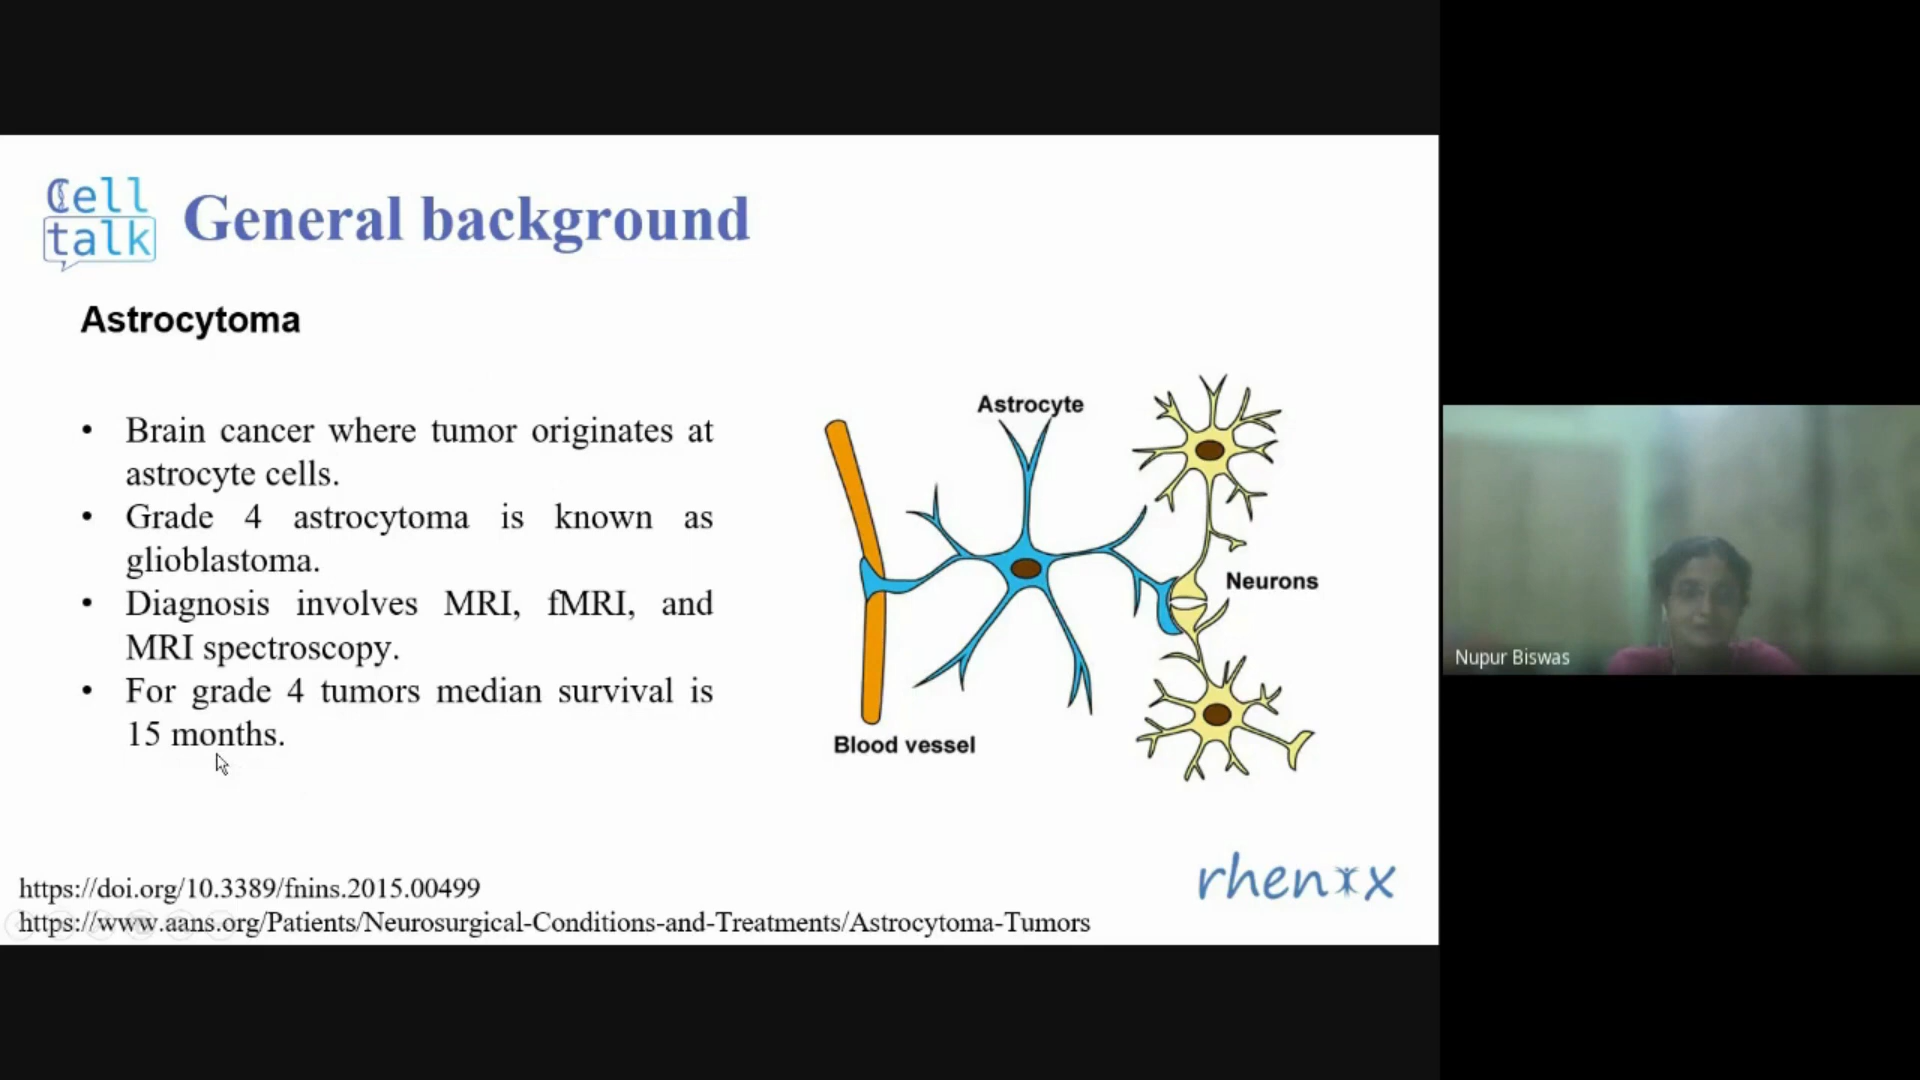 Cell
talk
General background
Astrocytoma
• Brain cancer where tumor originates at
astrocyte cells.
• Grade 4 astrocytoma is known as
glioblastoma.
• Diagnosis involves MRI, fMRI, and
MRI spectroscopy.
• For grade 4 tumors median survival is
15 months.
Astrocyte
Neurons
Blood vessel
rhenix
https://doi.org/10.3389/fnins.2015.00499
https://www.aans.org/Patients/Neurosurgical-Conditions-and-Treatments/Astrocytoma-Tumors
Nupur Biswas